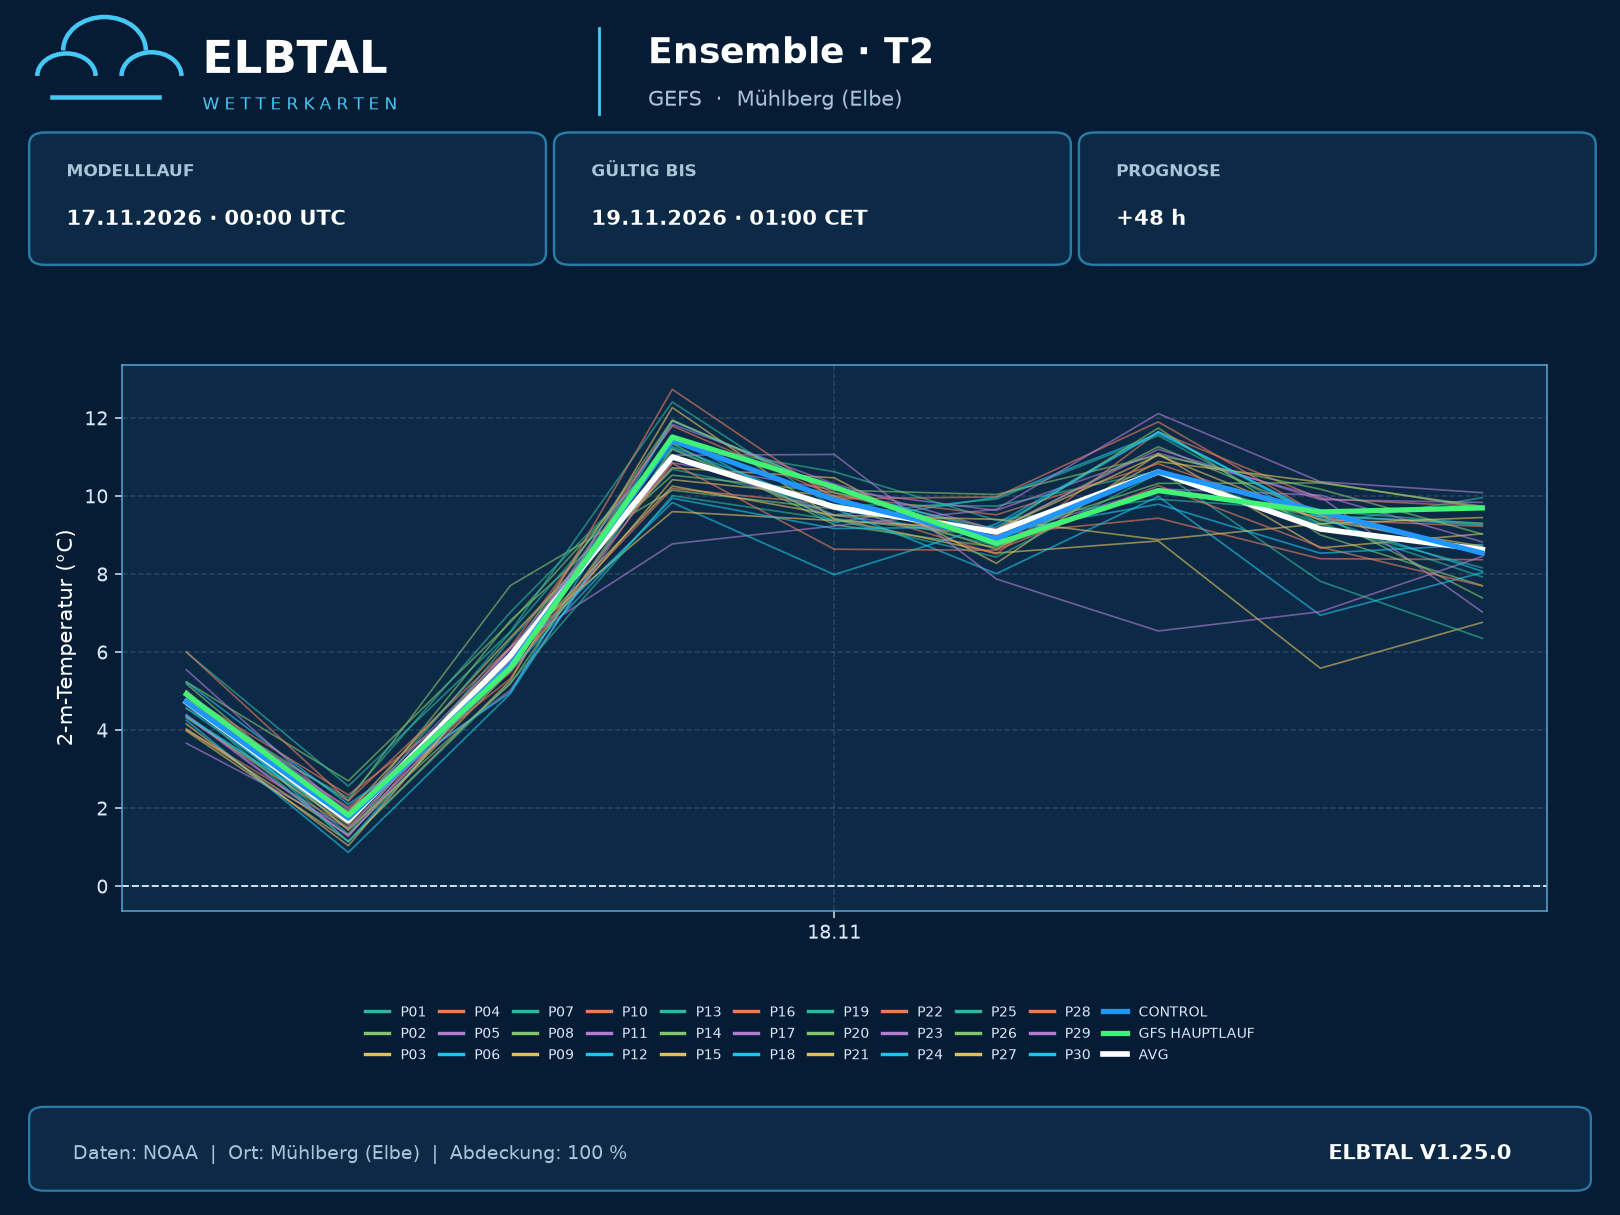 ELBTAL
WETTERKARTEN
Ensemble · T2
GEFS · Mühlberg (Elbe)
MODELLLAUF
17.11.2026 · 00:00 UTC
GÜLTIG BIS
19.11.2026 · 01:00 CET
PROGNOSE
+48 h
2-m-Temperatur (°C)
12
10
8
6
4
2
0
18.11
P01 P04 P07 P10 P13 P16 P19 P22 P25 P28 CONTROL
P02 P05 P08 P11 P14 P17 P20 P23 P26 P29 GFS HAUPTLAUF
P03 P06 P09 P12 P15 P18 P21 P24 P27 P30 AVG
Daten: NOAA | Ort: Mühlberg (Elbe) | Abdeckung: 100 %
ELBTAL V1.25.0